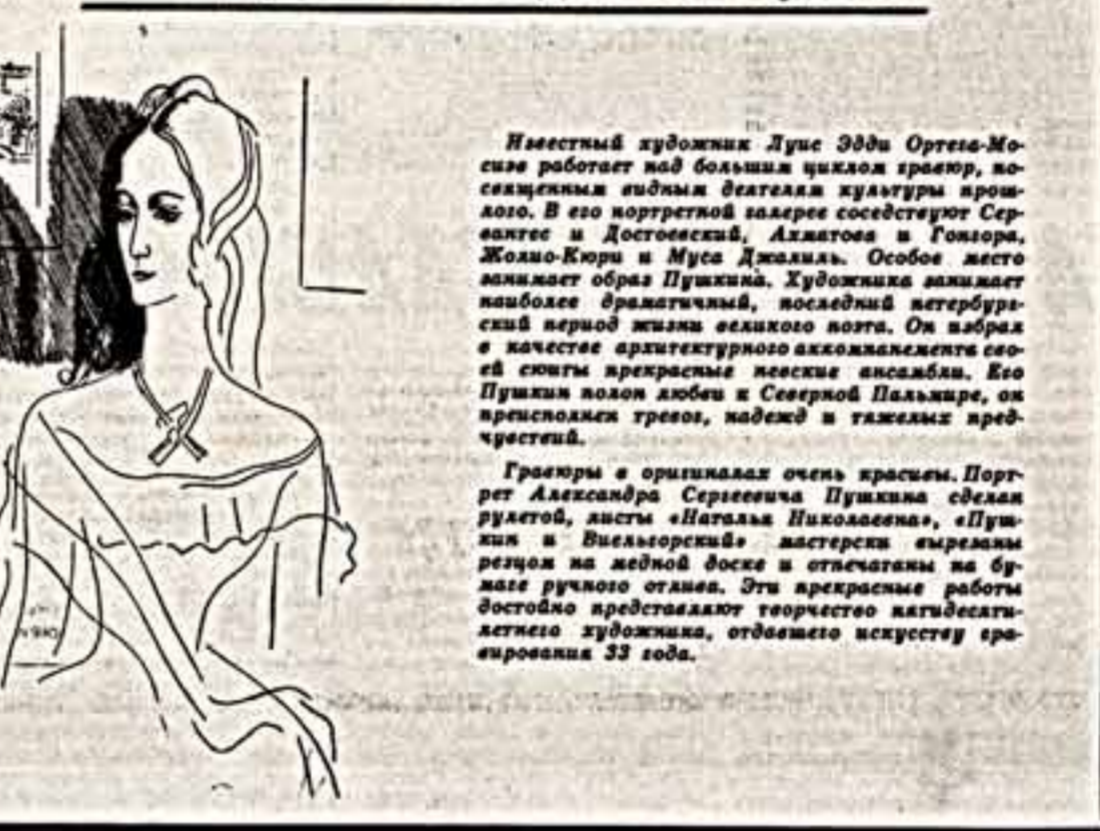 Известный художник Луис Эдди Ортега-Мо-
сизв работает над большим циклом гравюр, по-
священным видным деятелям культуры прош-
лого. В его портретной галерее соседствуют Сер-
вантес и Достоевский, Ахматова и Гонгора,
Жолио-Кюри и Муса Джалиль. Особое место
занимает образ Пушкина. Художника занимает
наиболее драматичный, последний петербург-
ский период жизни великого поэта. Он избрал
в качестве архитектурного аккомпанемента сво-
ей сюиты прекрасные невские ансамбли. Его
Пушкин полон любви к Северной Пальмире, он
преисполнен тревог, надежд и тяжелых пред-
чувствий.
Гравюры в оригиналах очень красивы. Порт-
рет Александра Сергеевича Пушкина сделан
рулетой, листы «Наталья Николаевна», «Пуш-
кин и Виельгорский» мастерски вырезаны
резцом на медной доске и отпечатаны на бу-
маге ручного отлива. Эти прекрасные работы
достойно представляют творчество пятидесяти-
летнего художника, отдавшего искусству гра-
вирования 33 года.